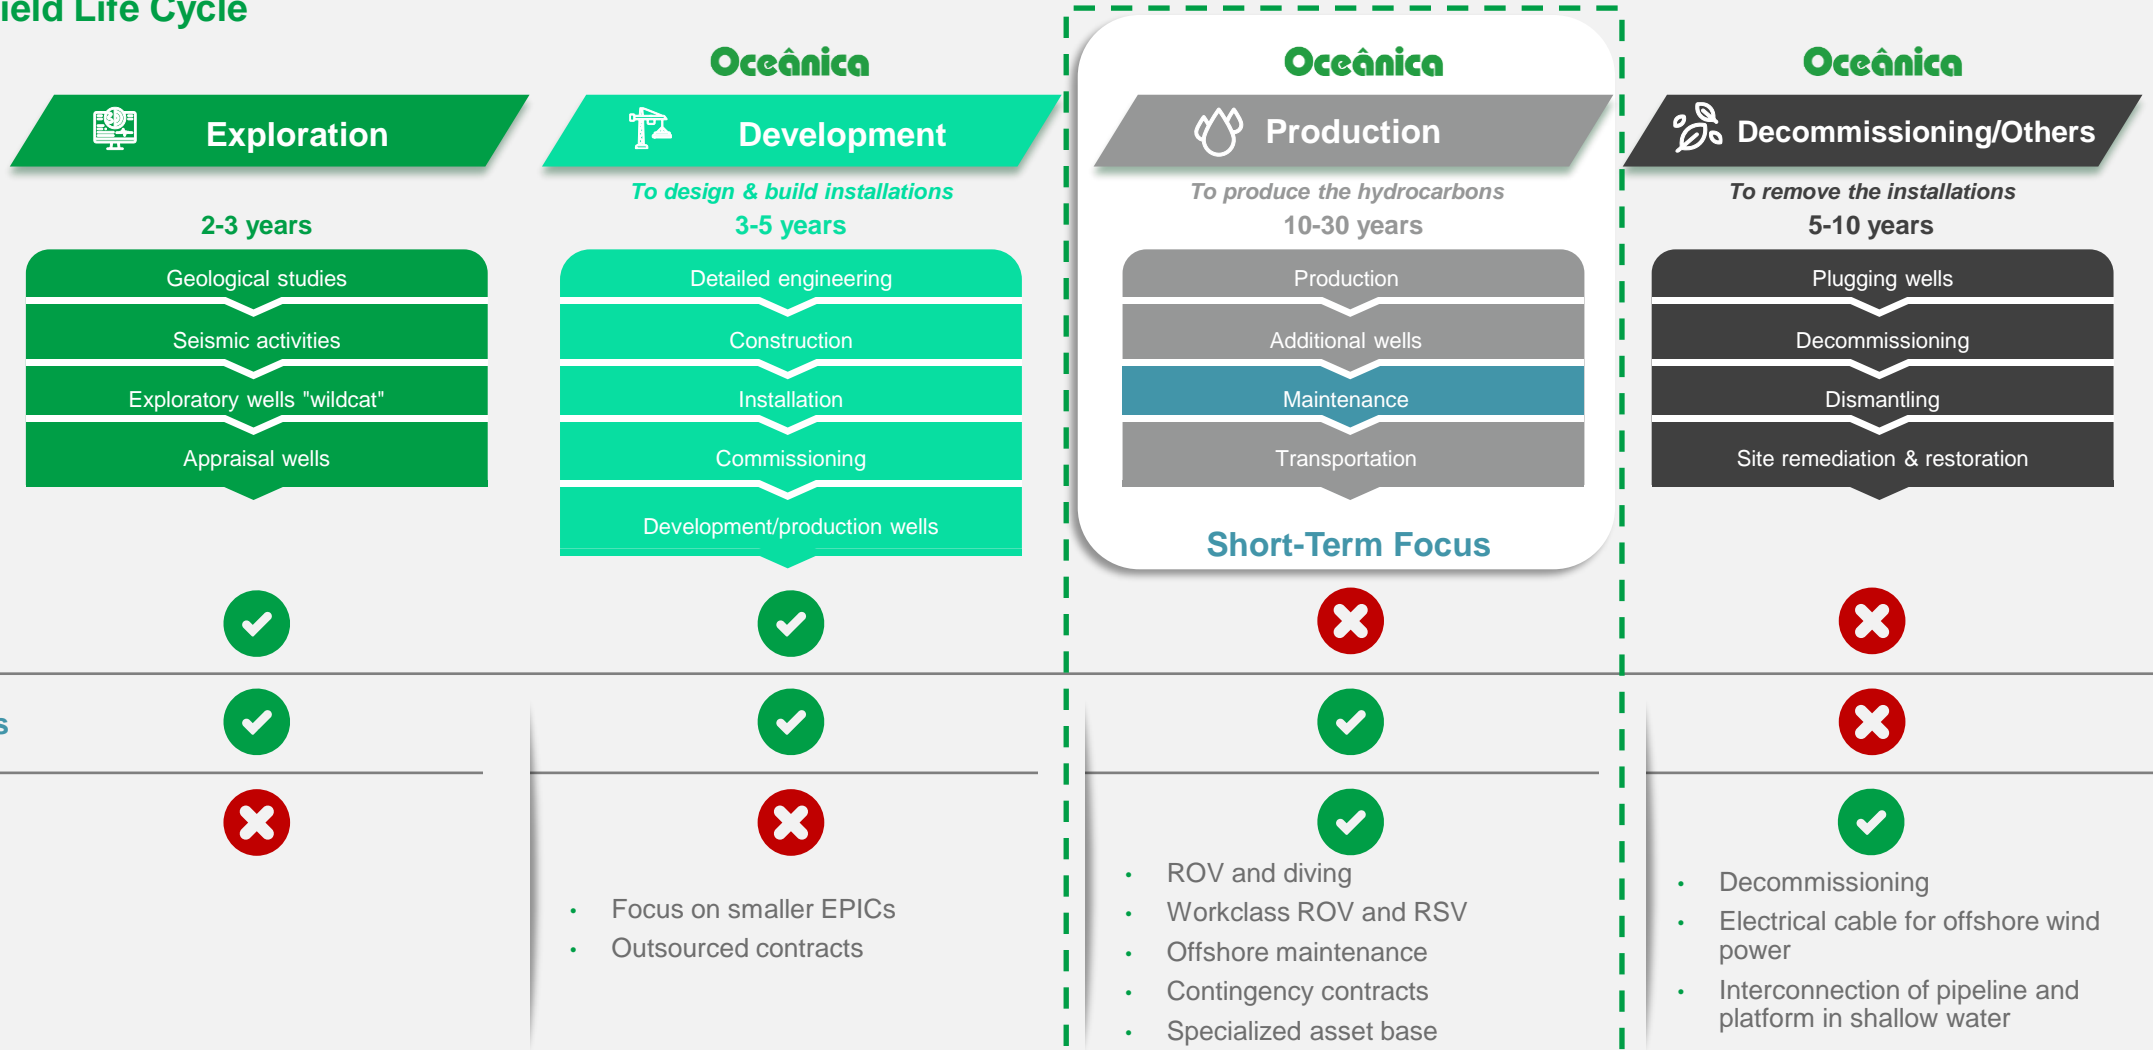 ield Life Cycle
Oceânica
Oceânica
Oceânica
Exploration
Development
Production
Decommissioning/Others
To design & build installations
To produce the hydrocarbons
To remove the installations
2-3 years
3-5 years
10-30 years
5-10 years
Geological studies
Seismic activities
Exploratory wells "wildcat"
Appraisal wells
Detailed engineering
Construction
Installation
Commissioning
Development/production wells
Production
Additional wells
Maintenance
Transportation
Short-Term Focus
Plugging wells
Decommissioning
Dismantling
Site remediation & restoration
s
• Focus on smaller EPICs
• Outsourced contracts
• ROV and diving
• Workclass ROV and RSV
• Offshore maintenance
• Contingency contracts
• Specialized asset base
• Decommissioning
• Electrical cable for offshore wind
power
• Interconnection of pipeline and
platform in shallow water